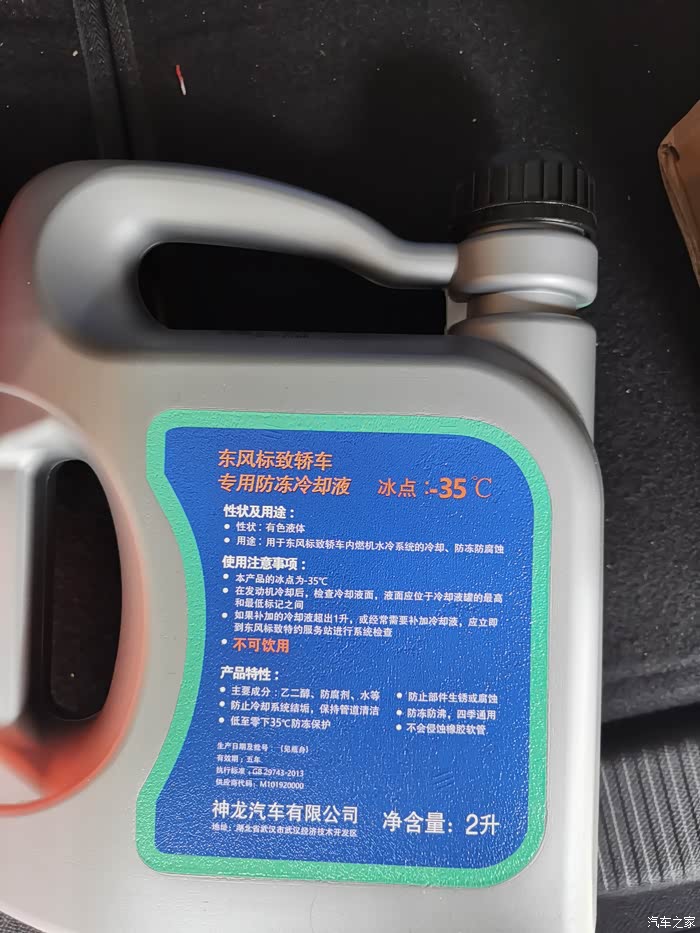 东风标致轿车
专用防冻冷却液 冰点：-35℃
性状及用途：
● 性状：有色液体
● 用途：用于东风标致轿车内燃机水冷系统的冷却、防冻防腐蚀
使用注意事项：
● 本产品的冰点为-35℃
● 在发动机冷却后，检查冷却液面，液面应位于冷却液罐的最高
和最低标记之间
● 如果补加的冷却液超出1升，或经常需要补加冷却液，应立即
到东风标致特约服务站进行系统检查
● 不可饮用
产品特性：
● 主要成分：乙二醇、防腐剂、水等
● 防止冷却系统结垢，保持管道清洁
● 低至零下35℃防冻保护
● 防止部件生锈或腐蚀
● 防冻防沸，四季通用
● 不会侵蚀橡胶软管
生产日期及批号 （见瓶身）
有效期：五年
执行标准：GB 29743-2013
供应商代码：M101920000
神龙汽车有限公司 净含量：2升
地址：湖北省武汉市武汉经济技术开发区
汽车之家